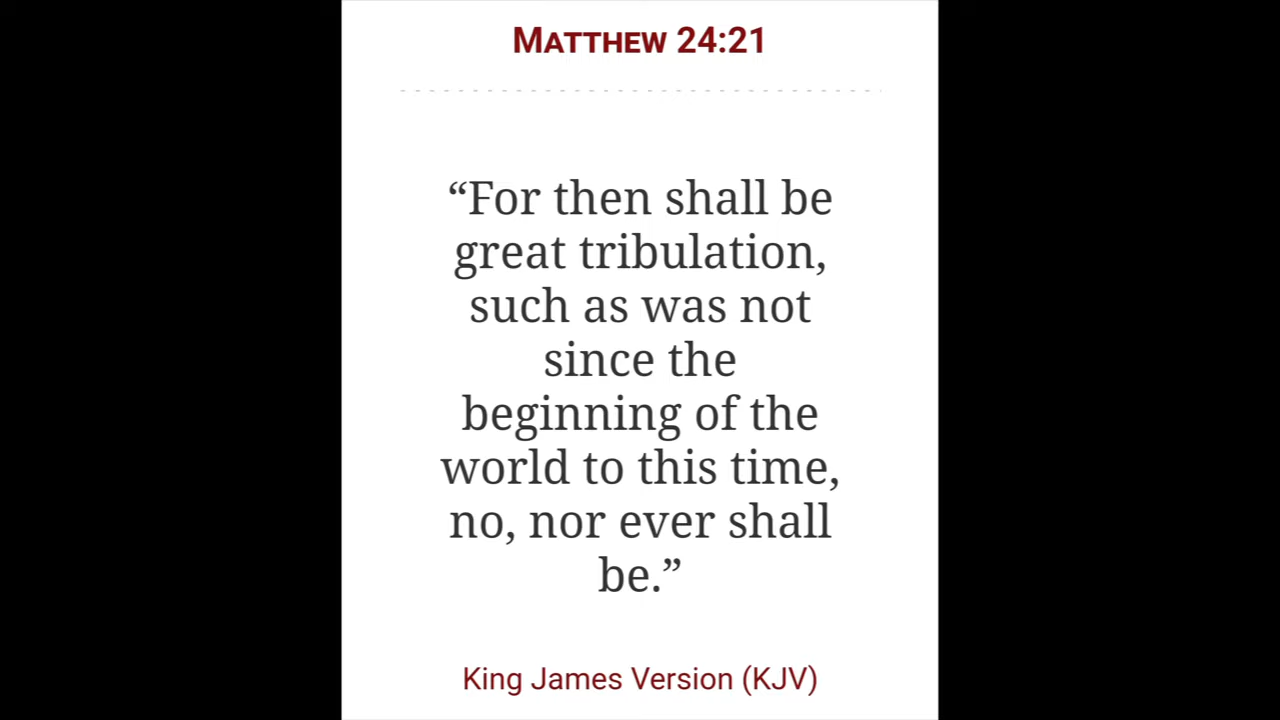 MATTHEW 24:21
“For then shall be
great tribulation,
such as was not
since the
beginning of the
world to this time,
no, nor ever shall
be.”
King James Version (KJV)